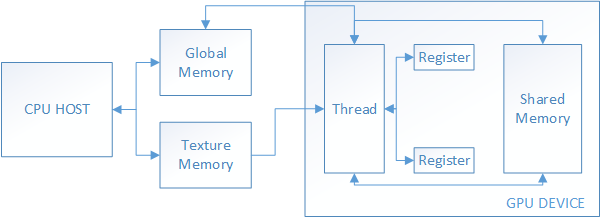 CPU HOST
Global
Memory
Texture
Memory
Thread
Register
Register
Shared
Memory
GPU DEVICE